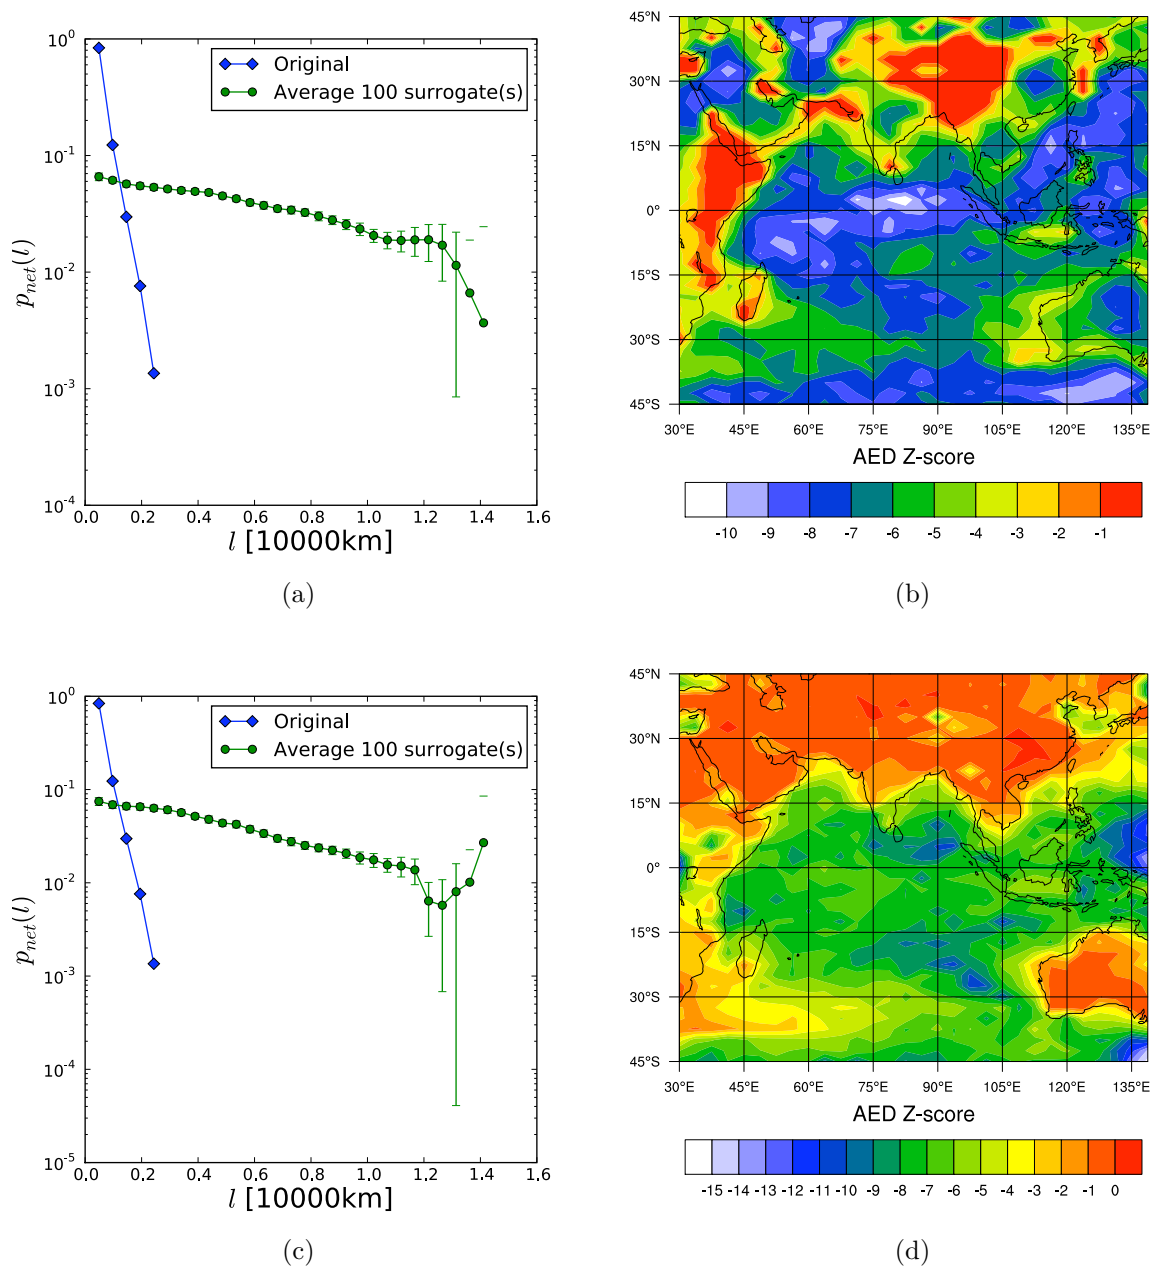 10^0
10^-1
10^-2
10^-3
10^-4
p_net(l)
Original
Average 100 surrogate(s)
0.0 0.2 0.4 0.6 0.8 1.0 1.2 1.4 1.6
l [10000km]
(a)
45°N
30°N
15°N
0°
15°S
30°S
45°S
30°E 45°E 60°E 75°E 90°E 105°E 120°E 135°E
AED Z-score
-10 -9 -8 -7 -6 -5 -4 -3 -2 -1
(b)
10^0
10^-1
10^-2
10^-3
10^-4
10^-5
p_net(l)
Original
Average 100 surrogate(s)
0.0 0.2 0.4 0.6 0.8 1.0 1.2 1.4 1.6
l [10000km]
(c)
45°N
30°N
15°N
0°
15°S
30°S
45°S
30°E 45°E 60°E 75°E 90°E 105°E 120°E 135°E
AED Z-score
-15 -14 -13 -12 -11 -10 -9 -8 -7 -6 -5 -4 -3 -2 -1 0
(d)